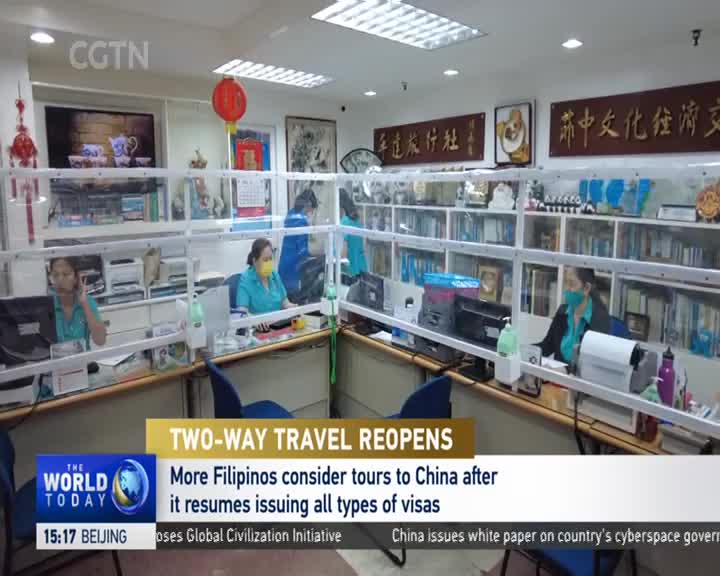 CGTN
平達旅行社
菲中文化經濟交
TWO-WAY TRAVEL REOPENS
More Filipinos consider tours to China after
it resumes issuing all types of visas
THE
WORLD
TODAY
15:17 BEIJING
oses Global Civilization Initiative
China issues white paper on country's cyberspace govern